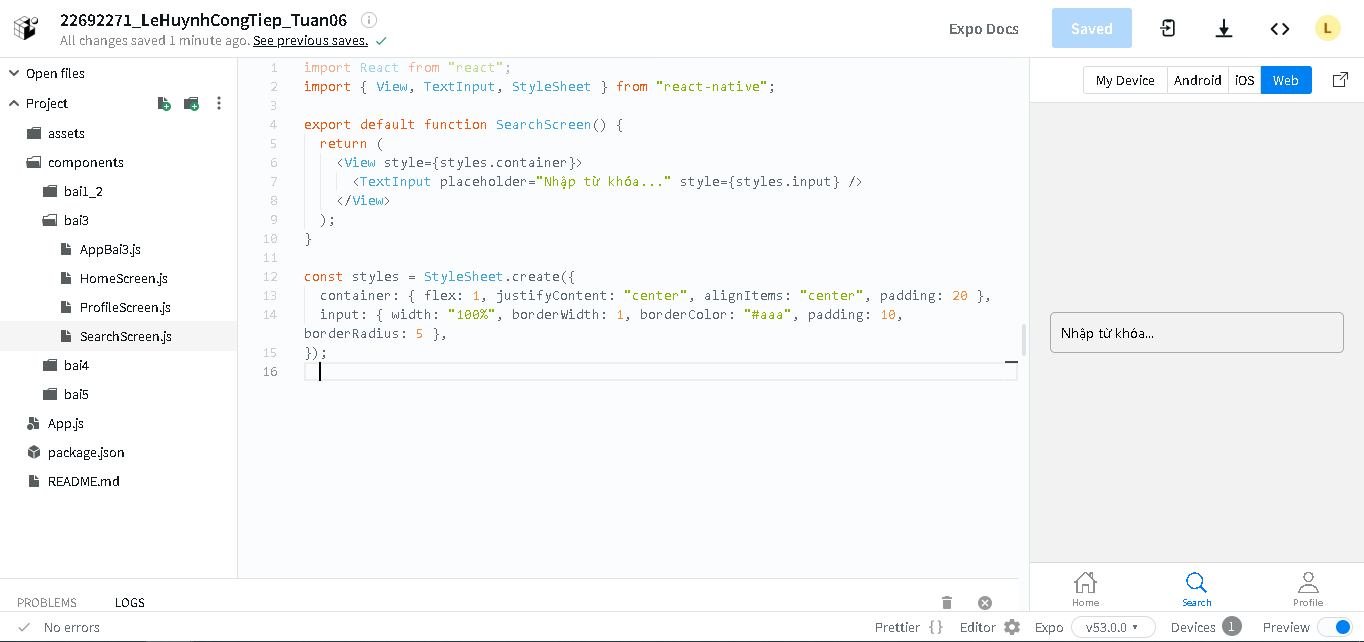 22692271_LeHuynhCongTiep_Tuan06
All changes saved 1 minute ago. See previous saves.
Expo Docs
Saved
L
Open files
Project
assets
components
bai1_2
bai3
AppBai3.js
HomeScreen.js
ProfileScreen.js
SearchScreen.js
bai4
bai5
App.js
package.json
README.md
1 import React from "react";
2 import { View, TextInput, StyleSheet } from "react-native";
3
4 export default function SearchScreen() {
5 return (
6 <View style={styles.container}>
7 <TextInput placeholder="Nhập từ khóa..." style={styles.input} />
8 </View>
9 );
10 }
11
12 const styles = StyleSheet.create({
13 container: { flex: 1, justifyContent: "center", alignItems: "center", padding: 20 },
14 input: { width: "100%", borderWidth: 1, borderColor: "#aaa", padding: 10,
borderRadius: 5 },
15 });
16
My Device Android iOS Web
Nhập từ khóa...
Home Search Profile
PROBLEMS LOGS
No errors
Prettier {} Editor Expo v53.0.0 Devices 1 Preview